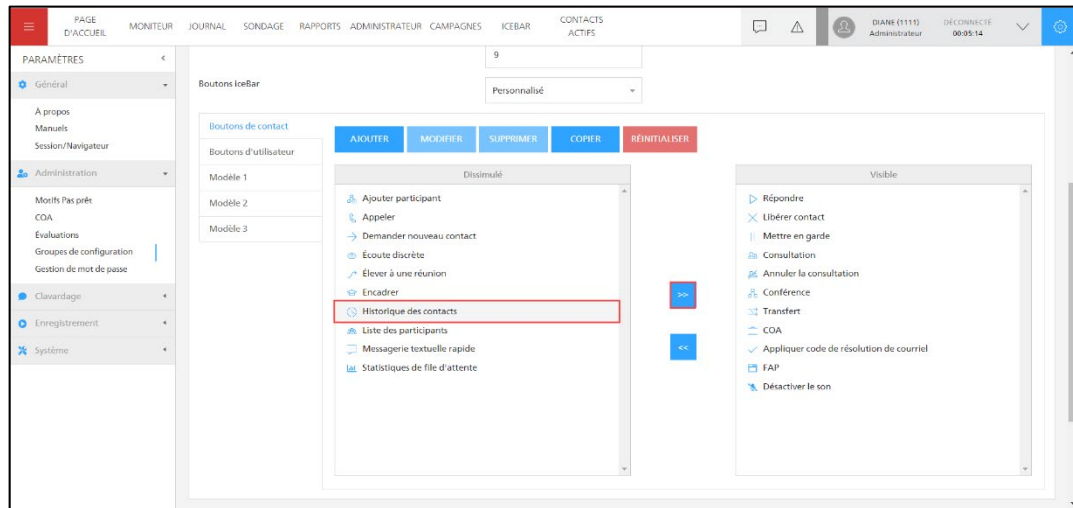 PAGE D'ACCUEIL
MONITEUR
JOURNAL
SONDAGE
RAPPORTS
ADMINISTRATEUR
CAMPAGNES
ICEBAR
CONTACTS ACTIFS
DIANE (1111)
Administrateur
DÉCONNECTÉ
00:05:14
PARAMÈTRES
Général
À propos
Manuels
Session/Navigateur
Administration
Motifs Pas prêt
COA
Évaluations
Groupes de configuration
Gestion de mot de passe
Clavardage
Enregistrement
Système
9
Boutons iceBar
Personnalisé
Boutons de contact
Boutons d'utilisateur
Modèle 1
Modèle 2
Modèle 3
AJOUTER
MODIFIER
SUPPRIMER
COPIER
RÉINITIALISER
Dissimulé
Ajouter participant
Appeler
Demander nouveau contact
Écoute discrète
Élever à une réunion
Encadrer
Historique des contacts
Liste des participants
Messagerie textuelle rapide
Statistiques de file d'attente
>>
<<
Visible
Répondre
Libérer contact
Mettre en garde
Consultation
Annuler la consultation
Conférence
Transfert
COA
Appliquer code de résolution de courriel
FAP
Désactiver le son